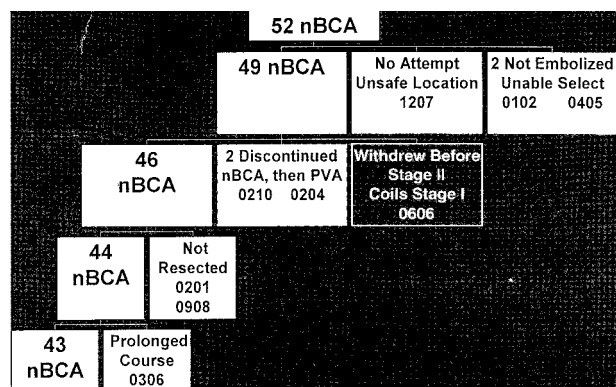 52 nBCA
49 nBCA
No Attempt
Unsafe Location
1207
2 Not Embolized
Unable Select
0102 0405
46
nBCA
2 Discontinued
nBCA, then PVA
0210 0204
Withdrew Before
Stage II
Coils Stage I
0606
44
nBCA
Not
Resected
0201
0908
43
nBCA
Prolonged
Course
0306